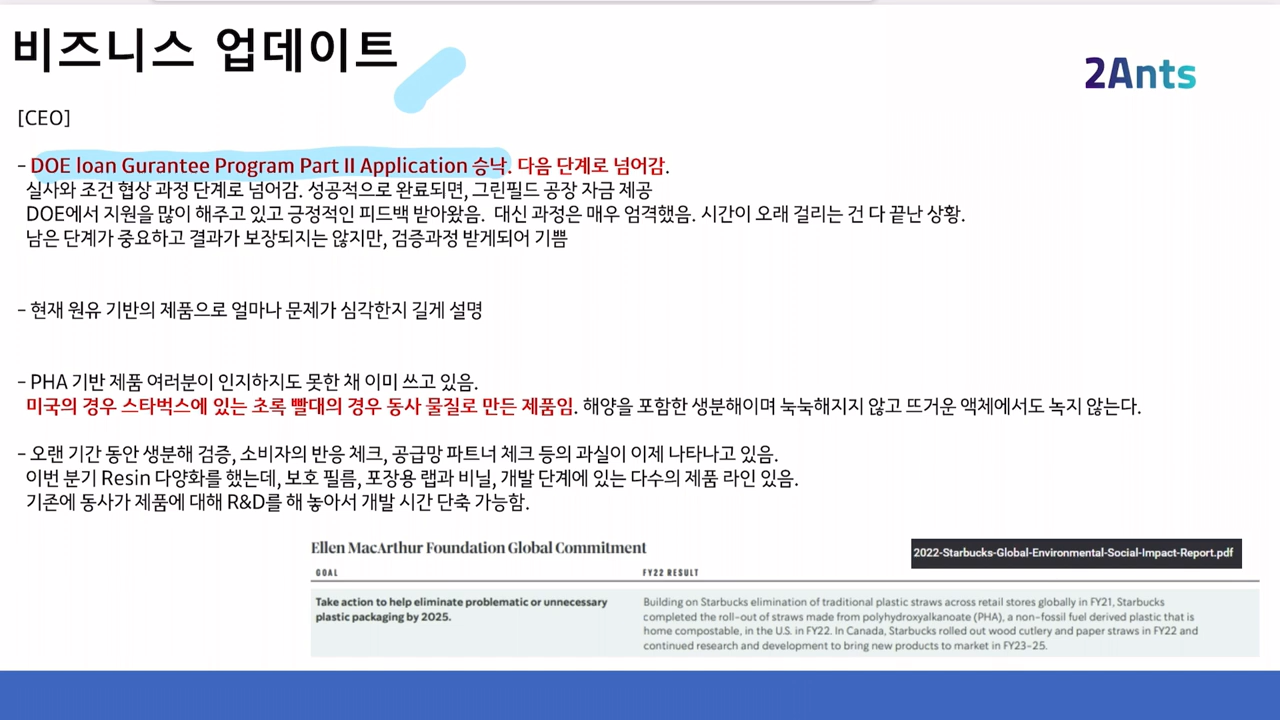 비즈니스 업데이트
2Ants
[CEO]
– DOE loan Gurantee Program Part II Application 승낙. 다음 단계로 넘어감.
실사와 조건 협상 과정 단계로 넘어감. 성공적으로 완료되면, 그린필드 공장 자금 제공
DOE에서 지원을 많이 해주고 있고 긍정적인 피드백 받아왔음. 대신 과정은 매우 엄격했음. 시간이 오래 걸리는 건 다 끝난 상황.
남은 단계가 중요하고 결과가 보장되지는 않지만, 검증과정 받게되어 기쁨
– 현재 원유 기반의 제품으로 얼마나 문제가 심각한지 길게 설명
– PHA 기반 제품 여러분이 인지하지도 못한 채 이미 쓰고 있음.
미국의 경우 스타벅스에 있는 초록 빨대의 경우 동사 물질로 만든 제품임. 해양을 포함한 생분해이며 눅눅해지지 않고 뜨거운 액체에서도 녹지 않는다.
– 오랜 기간 동안 생분해 검증, 소비자의 반응 체크, 공급망 파트너 체크 등의 과실이 이제 나타나고 있음.
이번 분기 Resin 다양화를 했는데, 보호 필름, 포장용 랩과 비닐, 개발 단계에 있는 다수의 제품 라인 있음.
기존에 동사가 제품에 대해 R&D를 해 놓아서 개발 시간 단축 가능함.
Ellen MacArthur Foundation Global Commitment
2022-Starbucks-Global-Environmental-Social-Impact-Report.pdf
GOAL
FY22 RESULT
Take action to help eliminate problematic or unnecessary
plastic packaging by 2025.
Building on Starbucks elimination of traditional plastic straws across retail stores globally in FY21, Starbucks
completed the roll-out of straws made from polyhydroxyalkanoate (PHA), a non-fossil fuel derived plastic that is
home compostable, in the U.S. in FY22. In Canada, Starbucks rolled out wood cutlery and paper straws in FY22 and
continued research and development to bring new products to market in FY23–25.